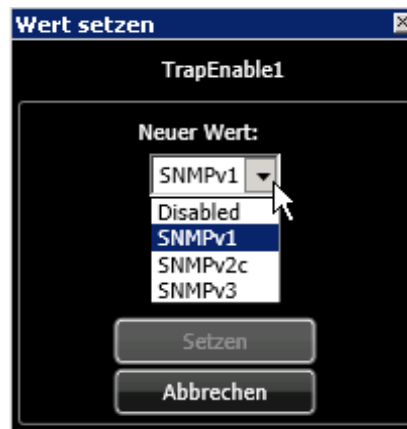 Wert setzen
TrapEnable1
Neuer Wert:
SNMPv1
Disabled
SNMPv1
SNMPv2c
SNMPv3
Setzen
Abbrechen